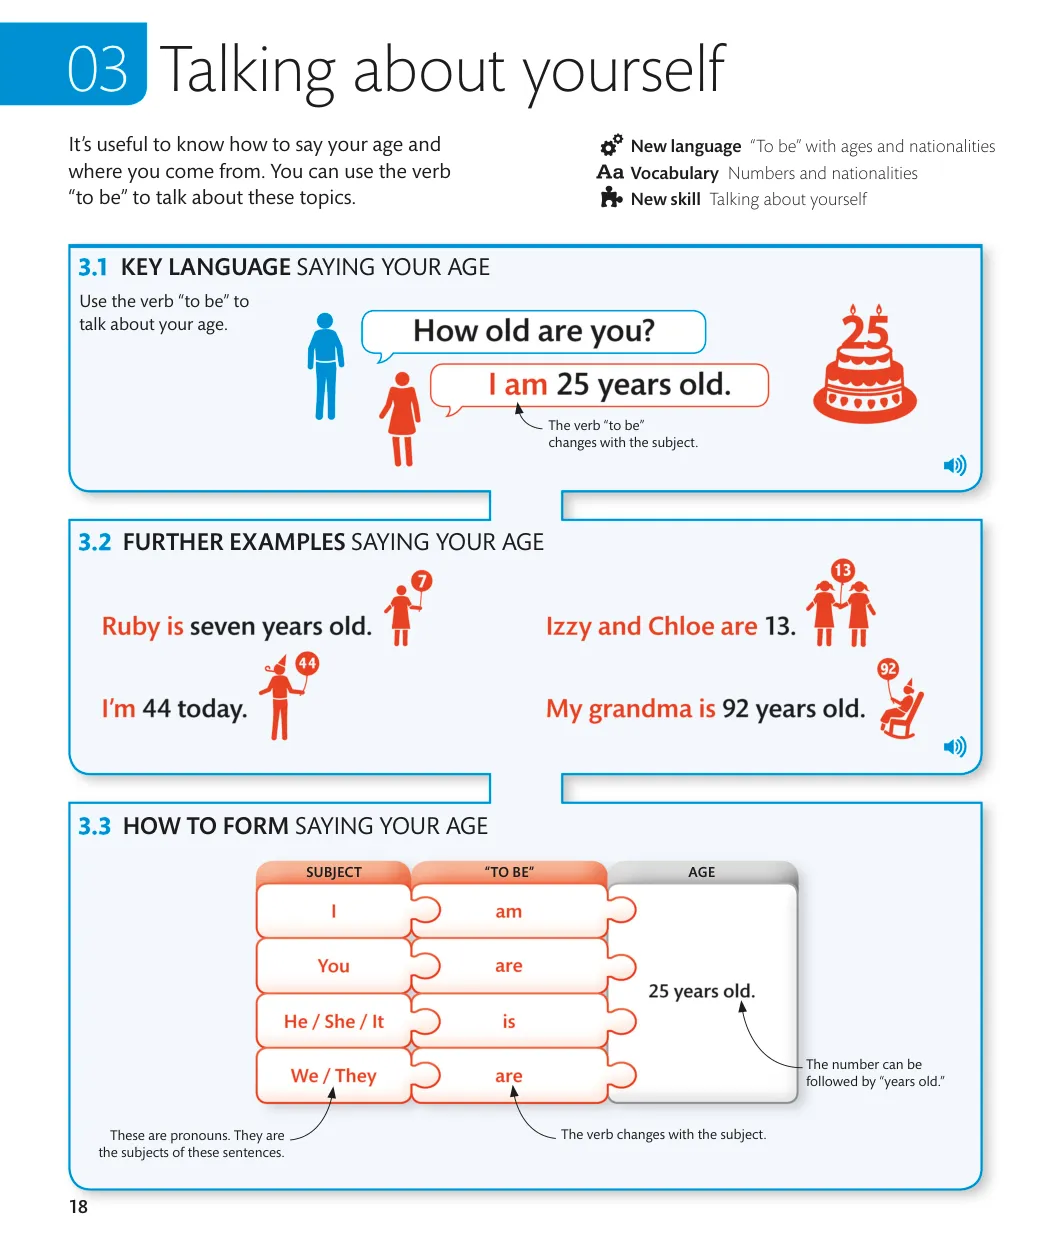 03 Talking about yourself
It’s useful to know how to say your age and
where you come from. You can use the verb
“to be” to talk about these topics.
New language “To be” with ages and nationalities
Aa Vocabulary Numbers and nationalities
New skill Talking about yourself
3.1 KEY LANGUAGE SAYING YOUR AGE
Use the verb “to be” to
talk about your age.
How old are you?
I am 25 years old.
The verb “to be”
changes with the subject.
25
3.2 FURTHER EXAMPLES SAYING YOUR AGE
Ruby is seven years old.
7
Izzy and Chloe are 13.
13
I’m 44 today.
44
My grandma is 92 years old.
92
3.3 HOW TO FORM SAYING YOUR AGE
SUBJECT “TO BE” AGE
I am
You are
25 years old.
He / She / It is
We / They are
The number can be
followed by “years old.”
These are pronouns. They are
the subjects of these sentences.
The verb changes with the subject.
18